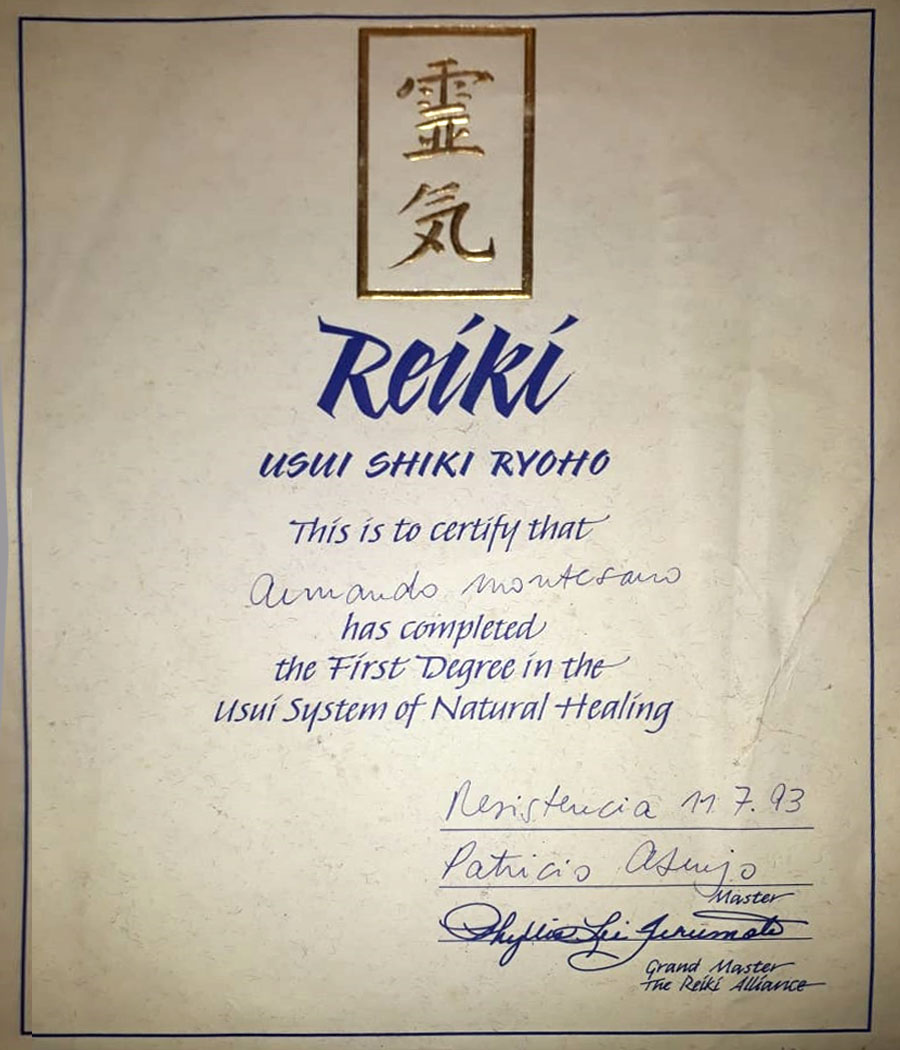 霊
気
Reiki
USUI SHIKI RYOHO
This is to certify that
Armando Montesano
has completed
the First Degree in the
Usui System of Natural Healing
Resistencia 11.7.93
Patricio Asenjo
Master
Phyllis Lei Furumoto
Grand Master
The Reiki Alliance